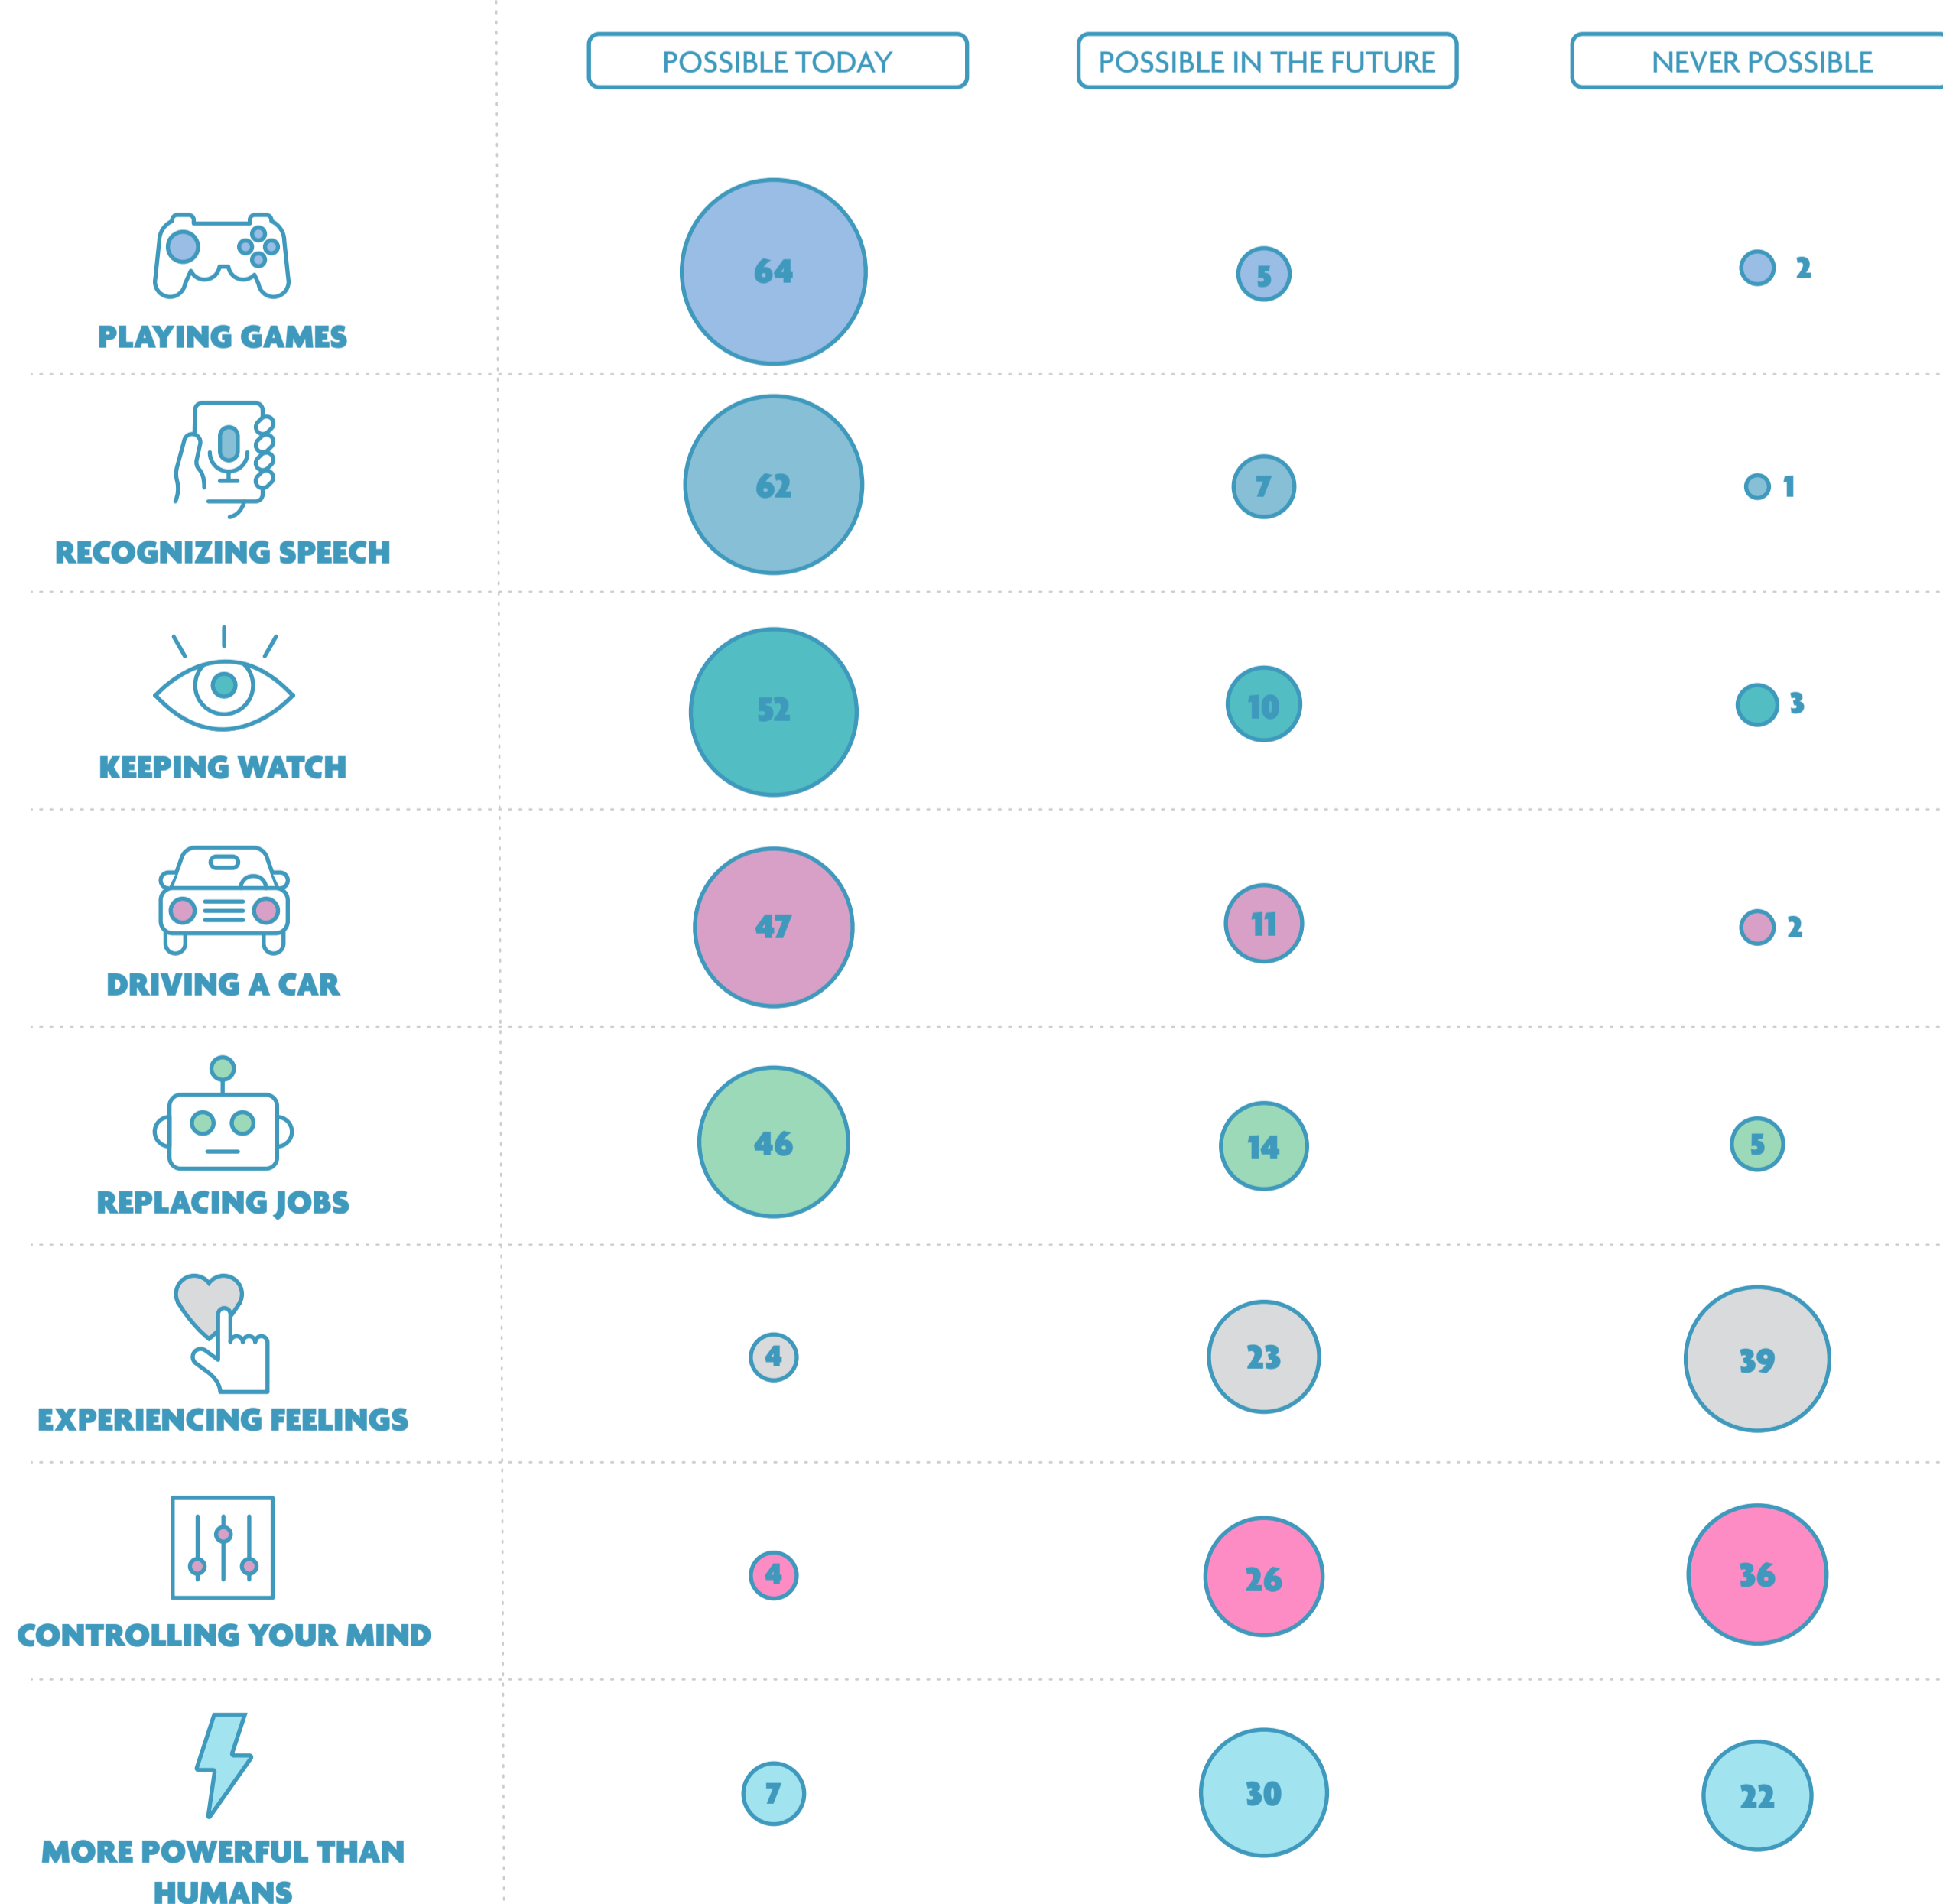 POSSIBLE TODAY
POSSIBLE IN THE FUTURE
NEVER POSSIBLE
64
5
2
PLAYING GAMES
62
7
1
RECOGNIZING SPEECH
52
10
3
KEEPING WATCH
47
11
2
DRIVING A CAR
46
14
5
REPLACING JOBS
4
23
39
EXPERIENCING FEELINGS
4
26
36
CONTROLLING YOUR MIND
7
30
22
MORE POWERFUL THAN
HUMANS